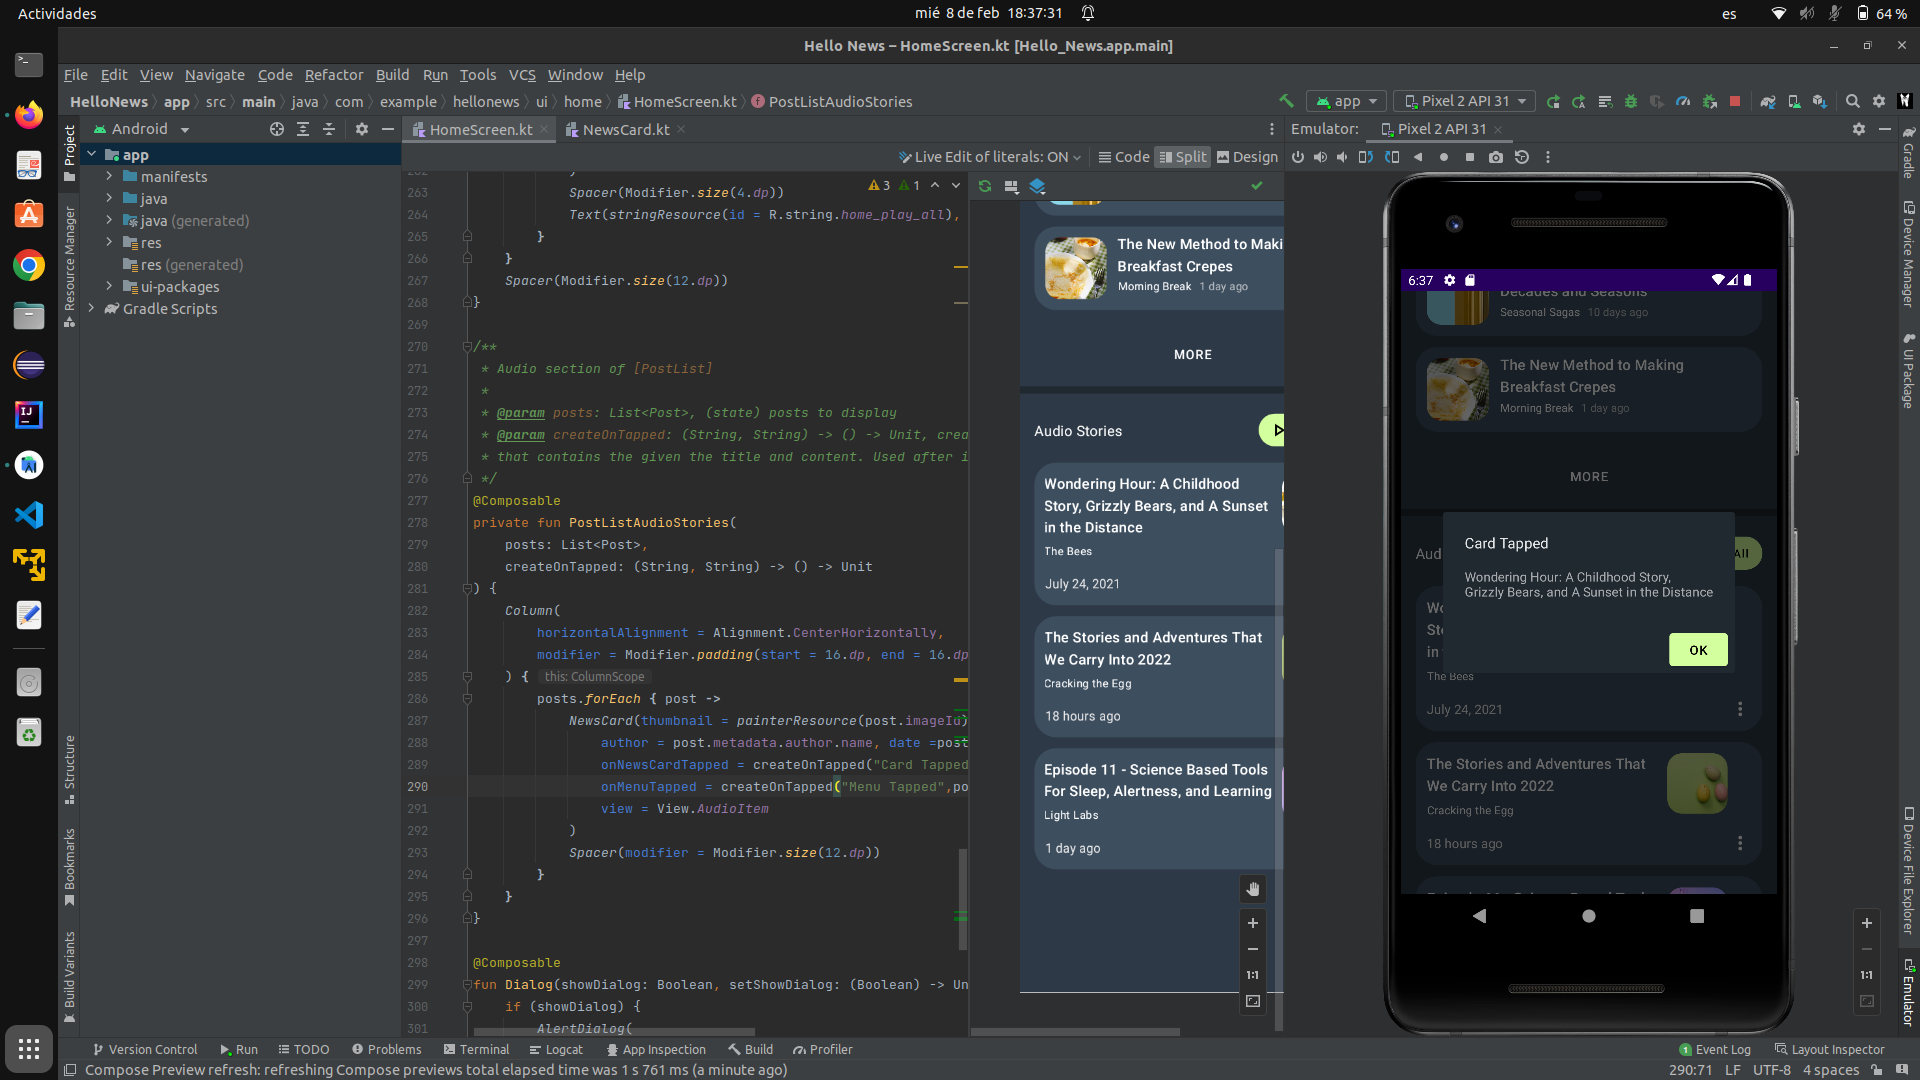 Actividades
mié 8 de feb 18:37:31
es
64 %
Hello News – HomeScreen.kt [Hello_News.app.main]
File Edit View Navigate Code Refactor Build Run Tools VCS Window Help
HelloNews app src main java com example hellonews ui home HomeScreen.kt PostListAudioStories
app
Pixel 2 API 31
Project
Android
HomeScreen.kt
NewsCard.kt
Emulator:
Pixel 2 API 31
Live Edit of literals: ON
Code
Split
Design
app
manifests
java
java (generated)
res
res (generated)
ui-packages
Gradle Scripts
Resource Manager
Structure
Bookmarks
Build Variants
3
1
263 Spacer(Modifier.size(4.dp))
264 Text(stringResource(id = R.string.home_play_all),
265 }
266 }
267 Spacer(Modifier.size(12.dp))
268 }
269
270 /**
271 * Audio section of [PostList]
272 *
273 * @param posts: List<Post>, (state) posts to display
274 * @param createOnTapped: (String, String) -> () -> Unit, crea
275 * that contains the given the title and content. Used after i
276 */
277 @Composable
278 private fun PostListAudioStories(
279 posts: List<Post>,
280 createOnTapped: (String, String) -> () -> Unit
281 ) {
282 Column(
283 horizontalAlignment = Alignment.CenterHorizontally,
284 modifier = Modifier.padding(start = 16.dp, end = 16.dp
285 ) { this: ColumnScope
286 posts.forEach { post ->
287 NewsCard(thumbnail = painterResource(post.imageId)
288 author = post.metadata.author.name, date =post
289 onNewsCardTapped = createOnTapped("Card Tapped
290 onMenuTapped = createOnTapped("Menu Tapped",po
291 view = View.AudioItem
292 )
293 Spacer(modifier = Modifier.size(12.dp))
294 }
295 }
296 }
297
298 @Composable
299 fun Dialog(showDialog: Boolean, setShowDialog: (Boolean) -> Un
300 if (showDialog) {
301 AlertDialog(
The New Method to Maki
Breakfast Crepes
Morning Break 1 day ago
MORE
Audio Stories
Wondering Hour: A Childhood
Story, Grizzly Bears, and A Sunset
in the Distance
The Bees
July 24, 2021
The Stories and Adventures That
We Carry Into 2022
Cracking the Egg
18 hours ago
Episode 11 - Science Based Tools
For Sleep, Alertness, and Learning
Light Labs
1 day ago
1:1
6:37
Decades and Seasons
Seasonal Sagas 10 days ago
The New Method to Making
Breakfast Crepes
Morning Break 1 day ago
MORE
Aud
All
Card Tapped
Wondering Hour: A Childhood Story,
Grizzly Bears, and A Sunset in the Distance
OK
Wo
Sto
in
The Bees
July 24, 2021
The Stories and Adventures That
We Carry Into 2022
Cracking the Egg
18 hours ago
1:1
Gradle
Device Manager
UI Package
Device File Explorer
Emulator
Version Control Run TODO Problems Terminal Logcat App Inspection Build Profiler
1 Event Log Layout Inspector
Compose Preview refresh: refreshing Compose previews total elapsed time was 1 s 761 ms (a minute ago)
290:71 LF UTF-8 4 spaces